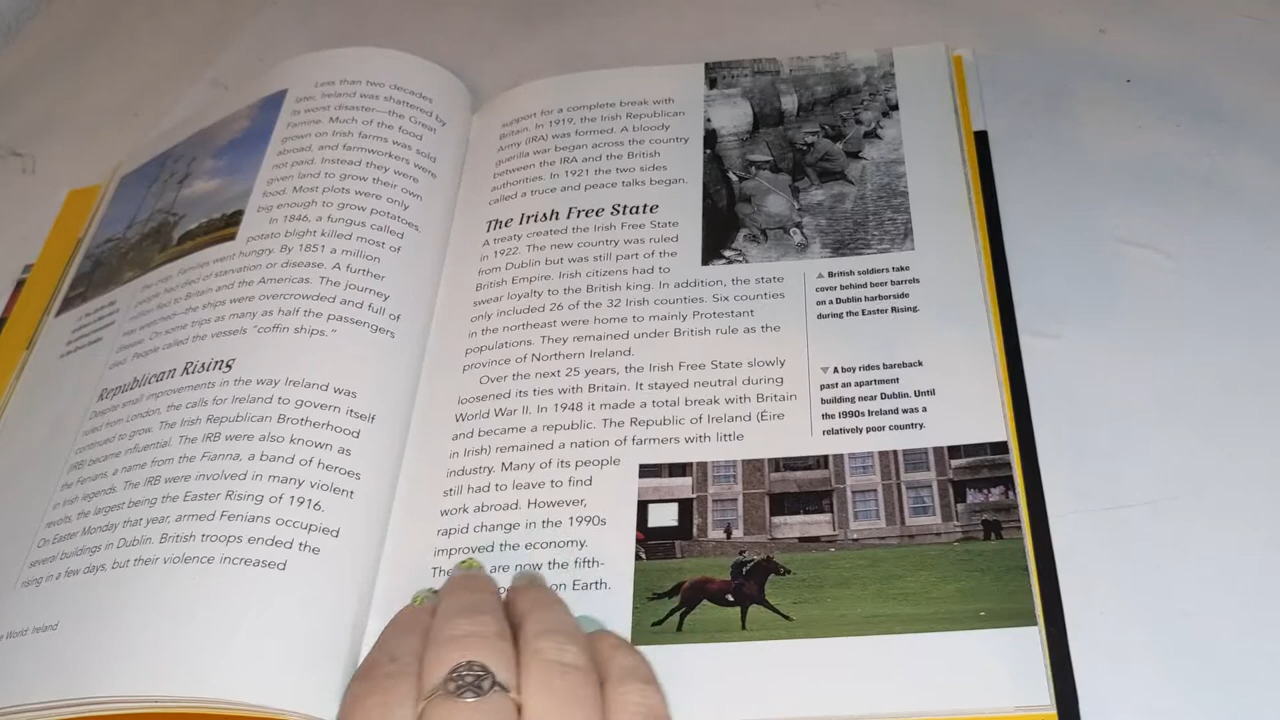 Less than two decades
later, Ireland was shattered by
its worst disaster—the Great
Famine. Much of the food
grown on Irish farms was sold
abroad, and farmworkers were
not paid. Instead they were
given land to grow their own
food. Most plots were only
big enough to grow potatoes.
In 1846, a fungus called
potato blight killed most of
the crop. Families went hungry. By 1851 a million
people had died of starvation or disease. A further
million fled to Britain and the Americas. The journey
was wretched—the ships were overcrowded and full of
disease. On some trips as many as half the passengers
died. People called the vessels "coffin ships."
Republican Rising
Despite small improvements in the way Ireland was
ruled from London, the calls for Ireland to govern itself
continued to grow. The Irish Republican Brotherhood
(IRB) became influential. The IRB were also known as
the Fenians, a name from the Fianna, a band of heroes
in Irish legends. The IRB were involved in many violent
revolts, the largest being the Easter Rising of 1916.
On Easter Monday that year, armed Fenians occupied
several buildings in Dublin. British troops ended the
rising in a few days, but their violence increased
World: Ireland
support for a complete break with
Britain. In 1919, the Irish Republican
Army (IRA) was formed. A bloody
guerilla war began across the country
between the IRA and the British
authorities. In 1921 the two sides
called a truce and peace talks began.
The Irish Free State
A treaty created the Irish Free State
in 1922. The new country was ruled
from Dublin but was still part of the
British Empire. Irish citizens had to
swear loyalty to the British king. In addition, the state
only included 26 of the 32 Irish counties. Six counties
in the northeast were home to mainly Protestant
populations. They remained under British rule as the
province of Northern Ireland.
Over the next 25 years, the Irish Free State slowly
loosened its ties with Britain. It stayed neutral during
World War II. In 1948 it made a total break with Britain
and became a republic. The Republic of Ireland (Éire
in Irish) remained a nation of farmers with little
industry. Many of its people
still had to leave to find
work abroad. However,
rapid change in the 1990s
improved the economy.
are now the fifth-
on Earth.
▲ British soldiers take
cover behind beer barrels
on a Dublin harborside
during the Easter Rising.
▼ A boy rides bareback
past an apartment
building near Dublin. Until
the 1990s Ireland was a
relatively poor country.